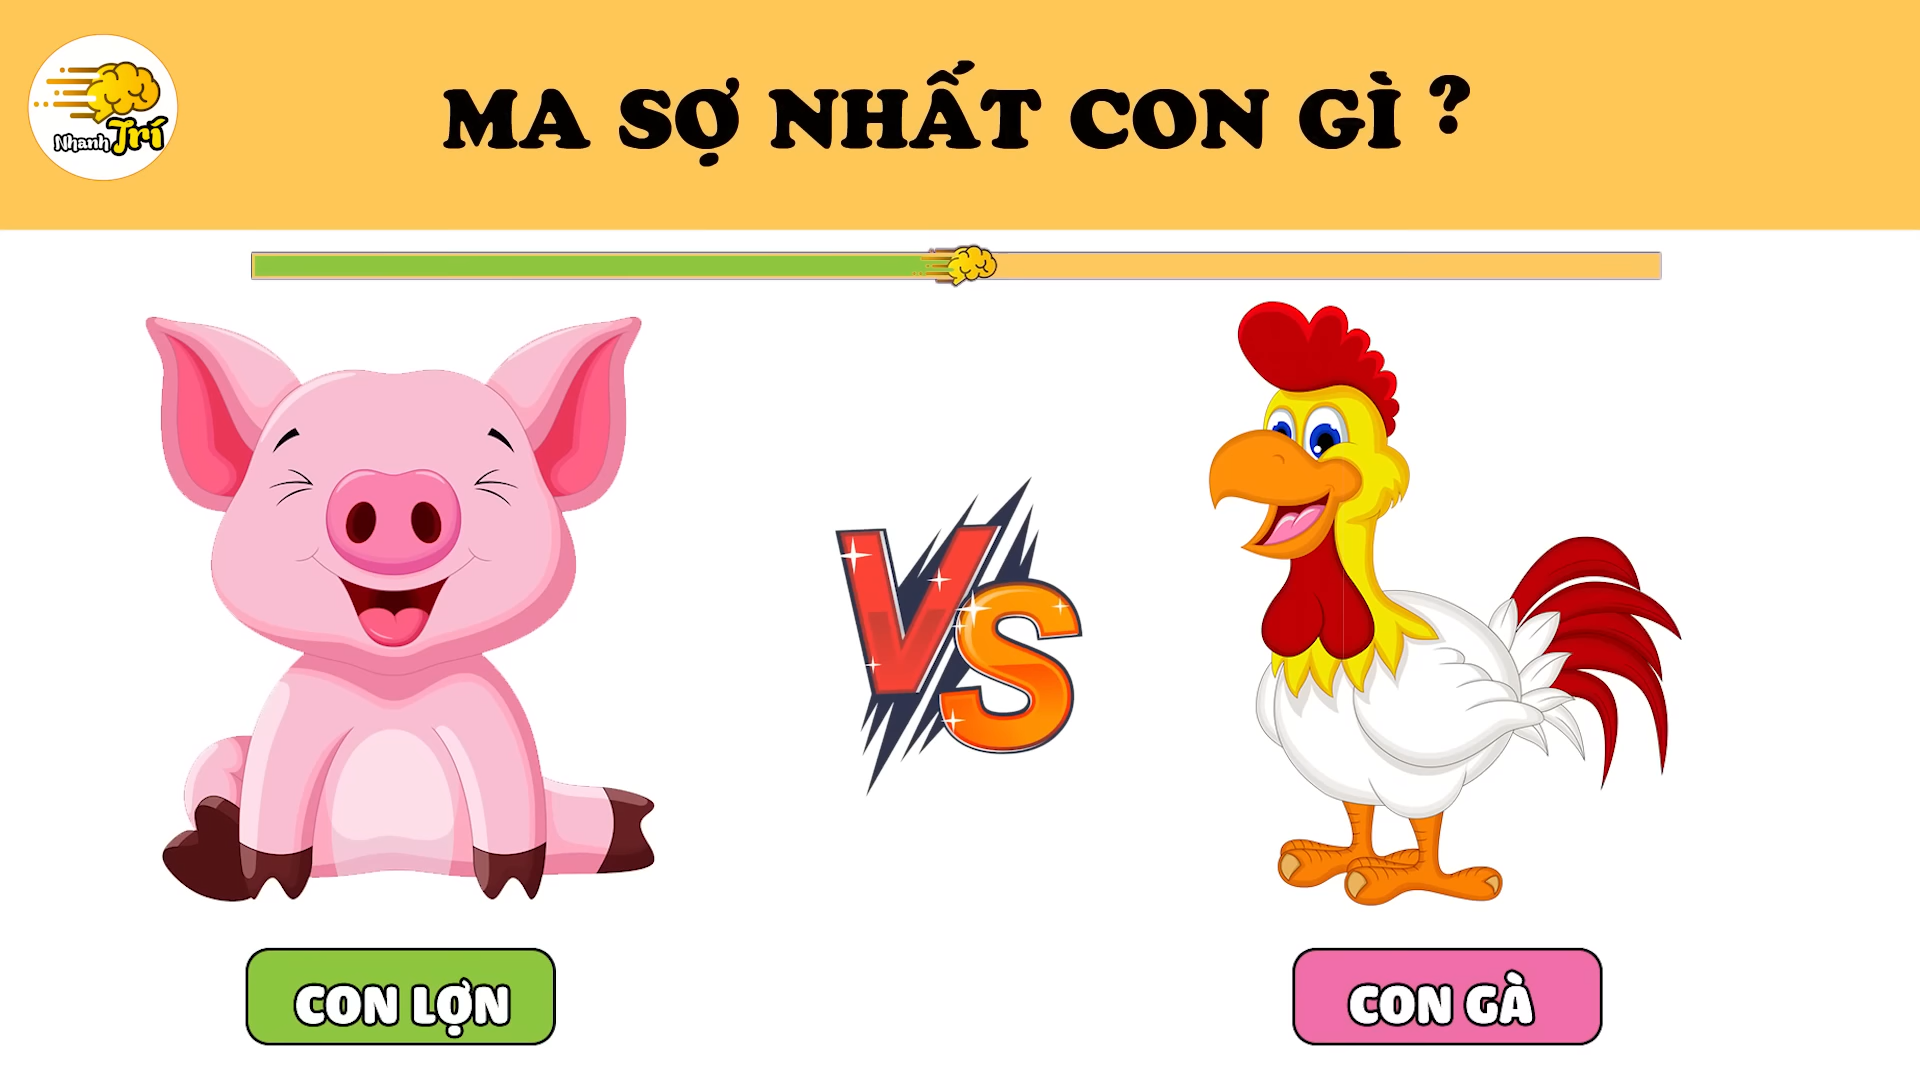 Nhanh Trí
MA SỢ NHẤT CON GÌ ?
VS
CON LỢN
CON GÀ